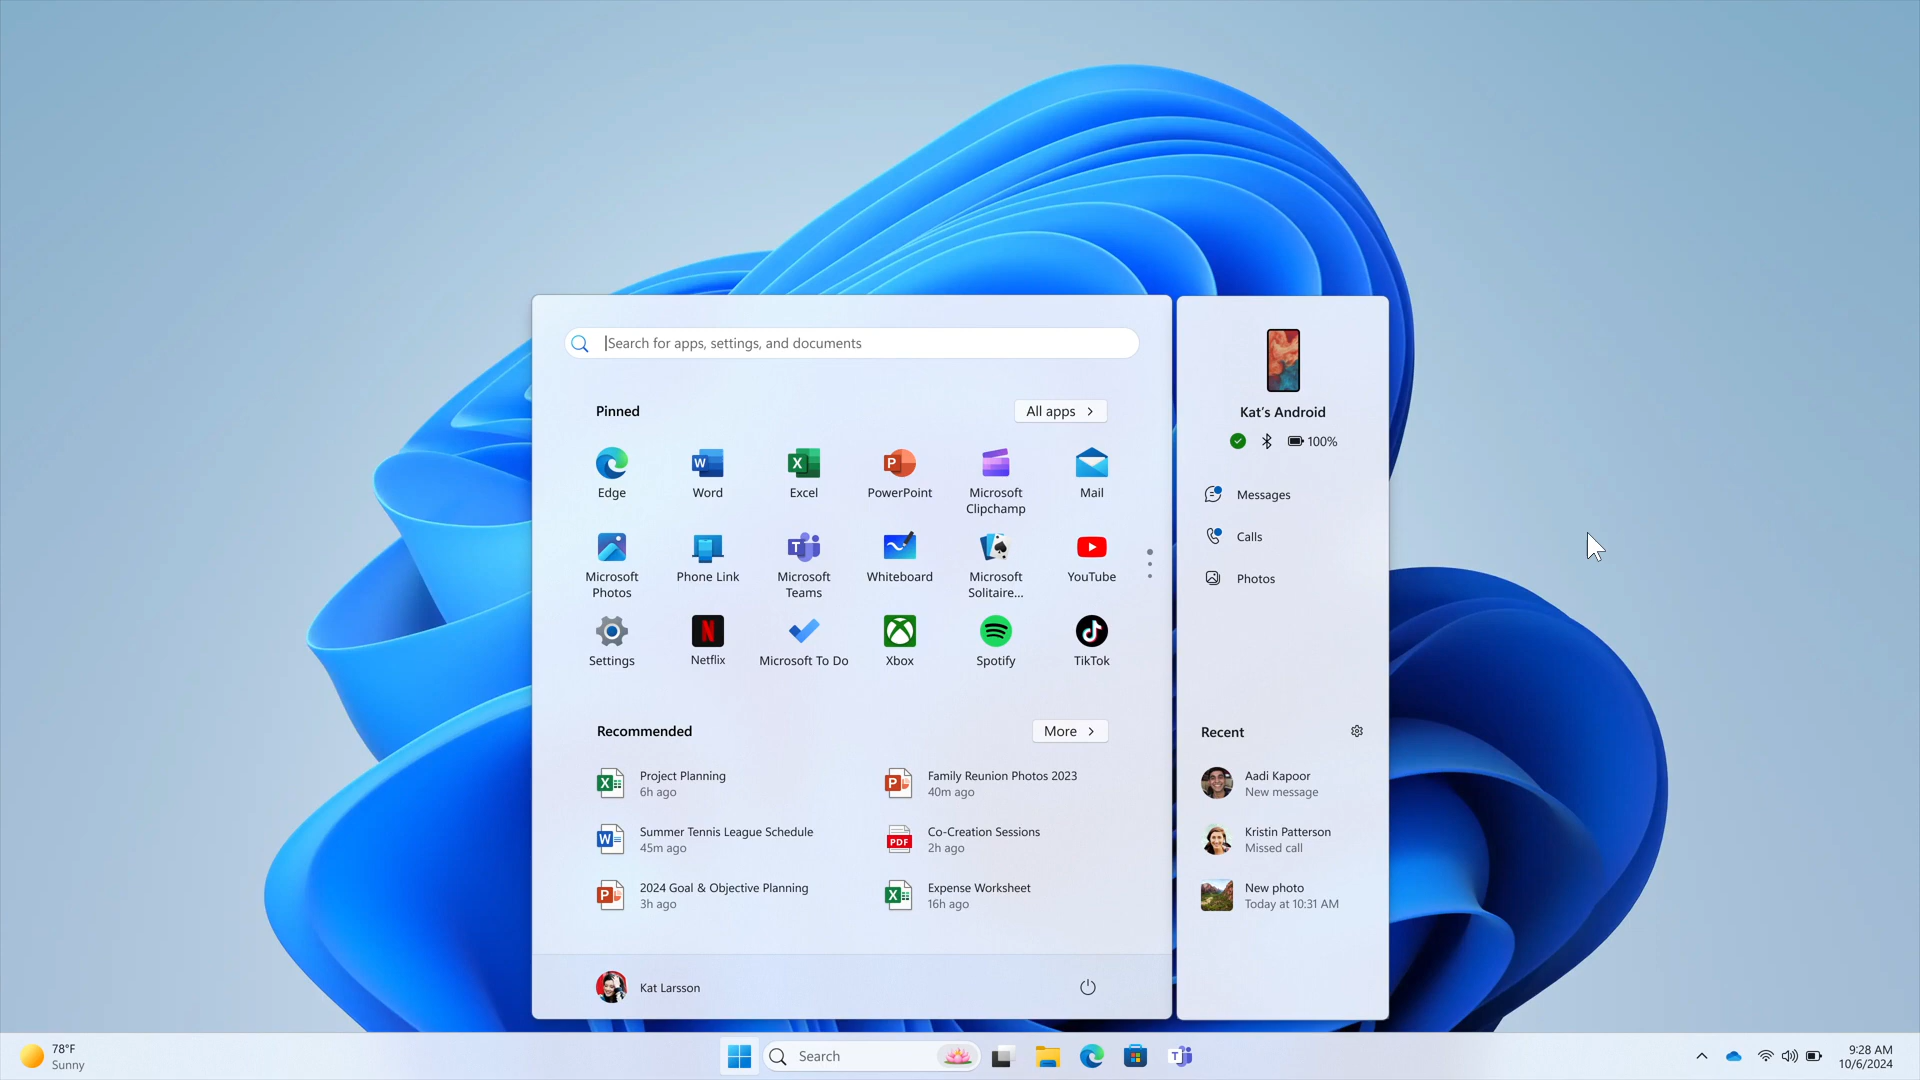 Search for apps, settings, and documents
Pinned
All apps
Edge
Word
Excel
PowerPoint
Microsoft
Clipchamp
Mail
Microsoft
Photos
Phone Link
Microsoft
Teams
Whiteboard
Microsoft
Solitaire...
YouTube
Settings
Netflix
Microsoft To Do
Xbox
Spotify
TikTok
Recommended
More
Project Planning
6h ago
Family Reunion Photos 2023
40m ago
Summer Tennis League Schedule
45m ago
PDF
Co-Creation Sessions
2h ago
2024 Goal & Objective Planning
3h ago
Expense Worksheet
16h ago
Kat Larsson
Kat's Android
100%
Messages
Calls
Photos
Recent
Aadi Kapoor
New message
Kristin Patterson
Missed call
New photo
Today at 10:31 AM
78°F
Sunny
Search
9:28 AM
10/6/2024